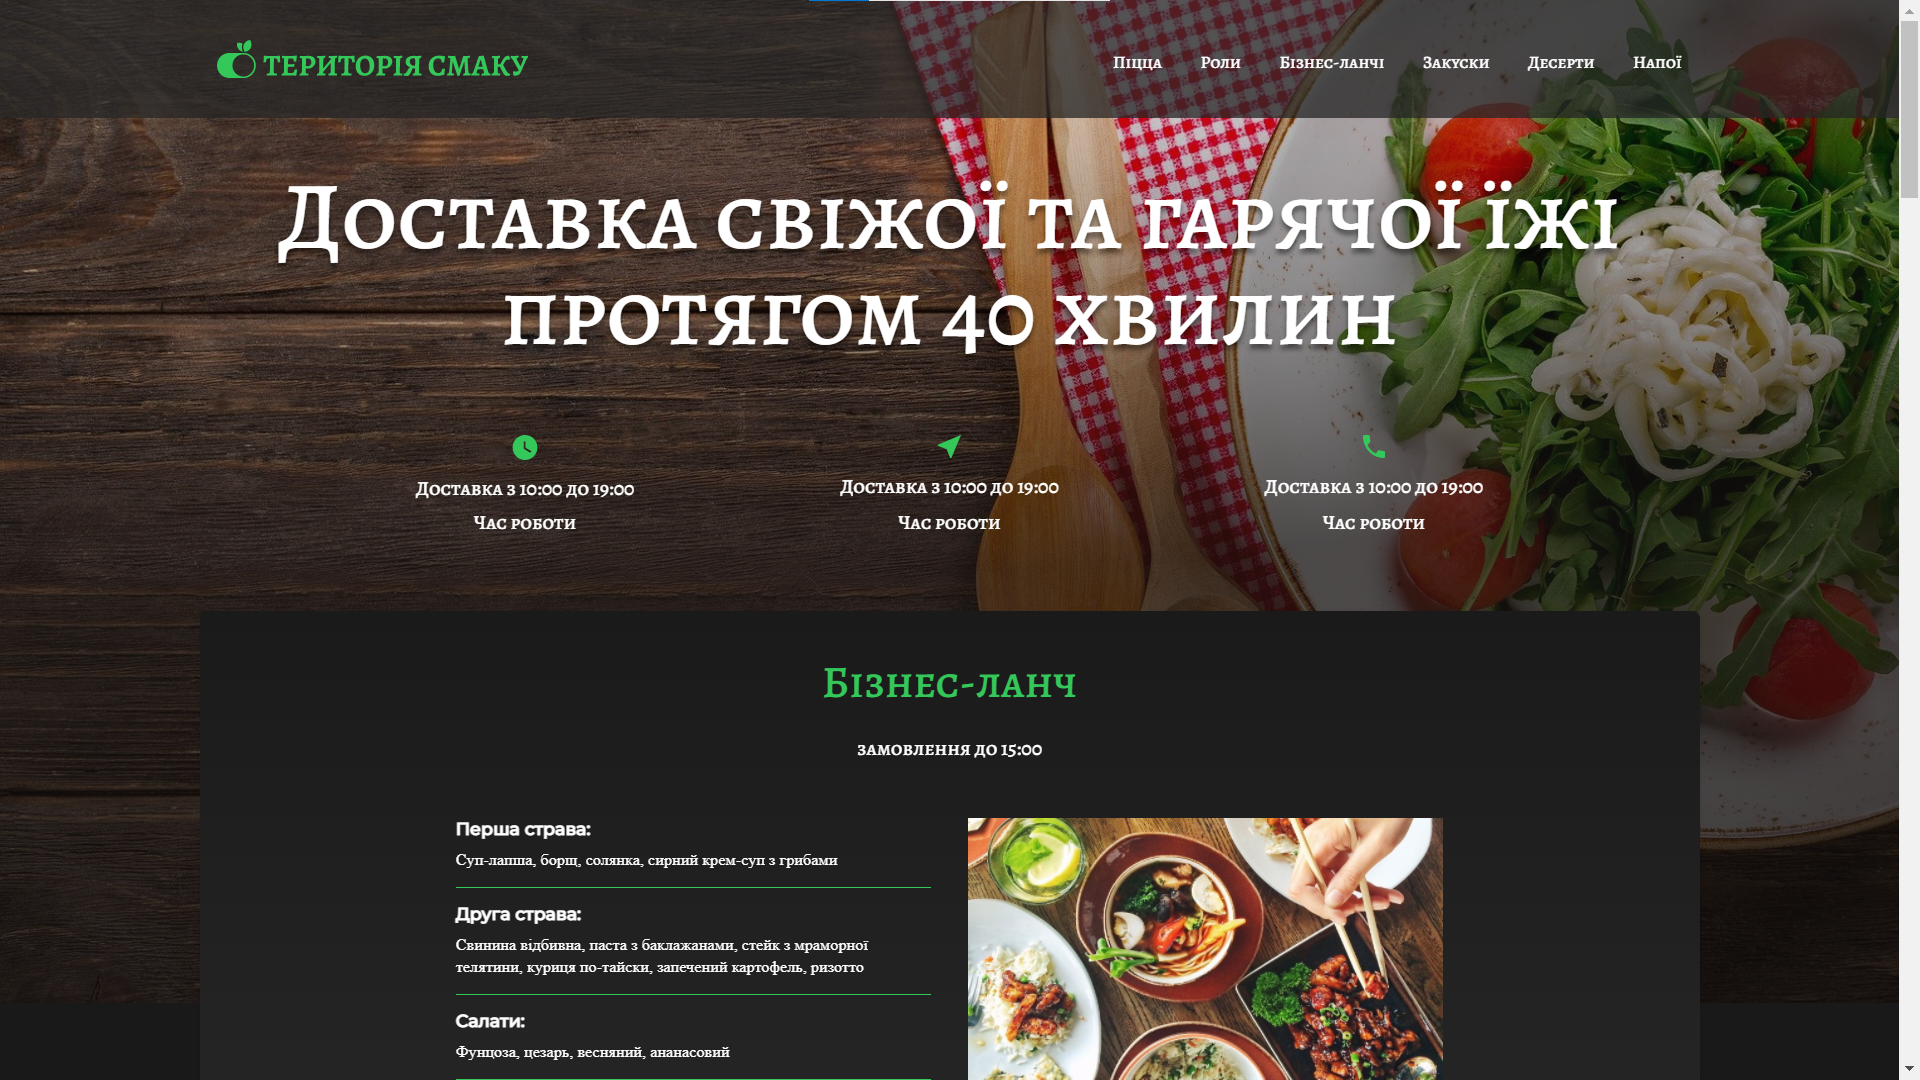 ТЕРИТОРІЯ СМАКУ
Піцца Роли Бізнес-ланчі Закуски Десерти Напої
Доставка свіжої та гарячої їжі
протягом 40 хвилин
Доставка з 10:00 до 19:00
Час роботи
Доставка з 10:00 до 19:00
Час роботи
Доставка з 10:00 до 19:00
Час роботи
Бізнес-ланч
замовлення до 15:00
Перша страва:
Суп-лапша, борщ, солянка, сирний крем-суп з грибами
Друга страва:
Свинина відбивна, паста з баклажанами, стейк з мраморної
телятини, куриця по-тайски, запечений картофель, ризотто
Салати:
Фунцоза, цезарь, весняний, ананасовий